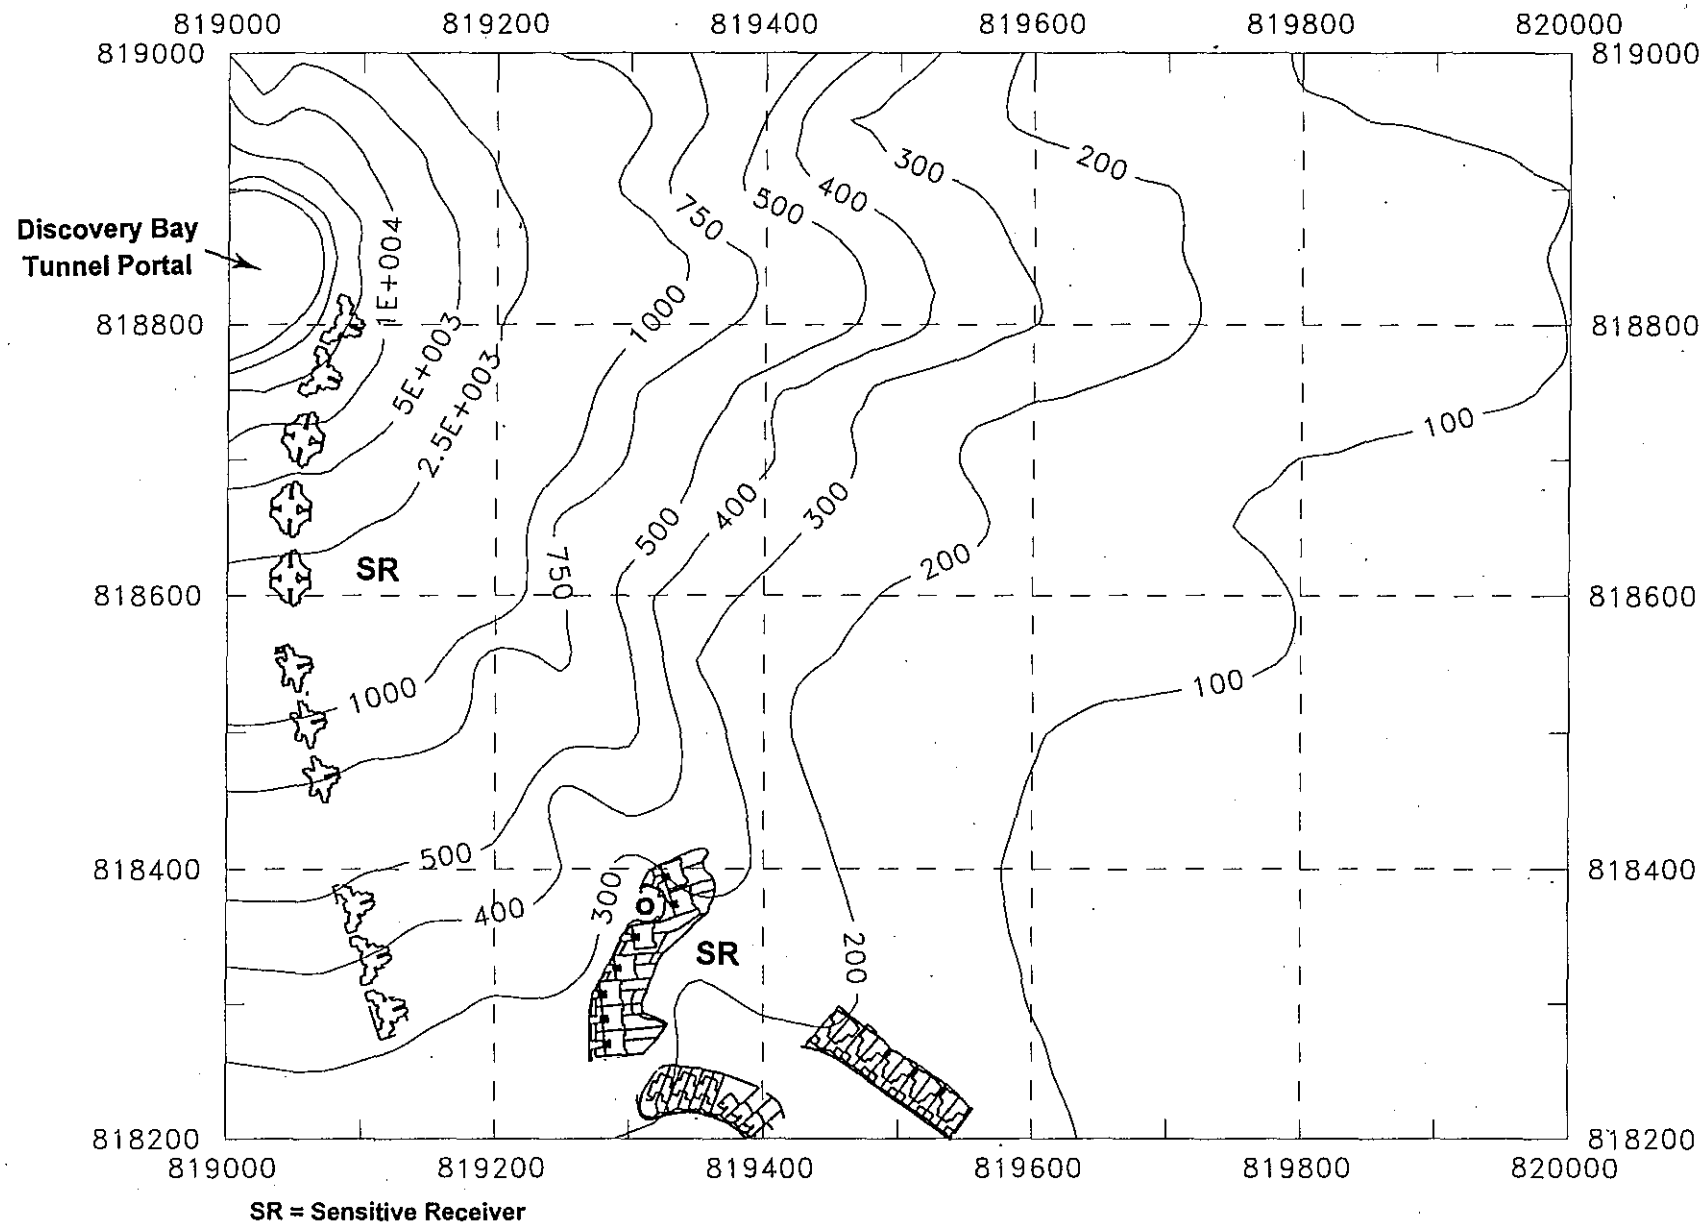 819000 819200 819400 819600 819800 820000
819000 819000
300
200
400
500
750
Discovery Bay
Tunnel Portal
1E+004
1000
818800 818800
5E+003
2.5E+003
100
500
400
300
750
SR
200
818600 818600
1000
100
500
818400 818400
300
400
SR
200
818200 818200
819000 819200 819400 819600 819800 820000
SR = Sensitive Receiver